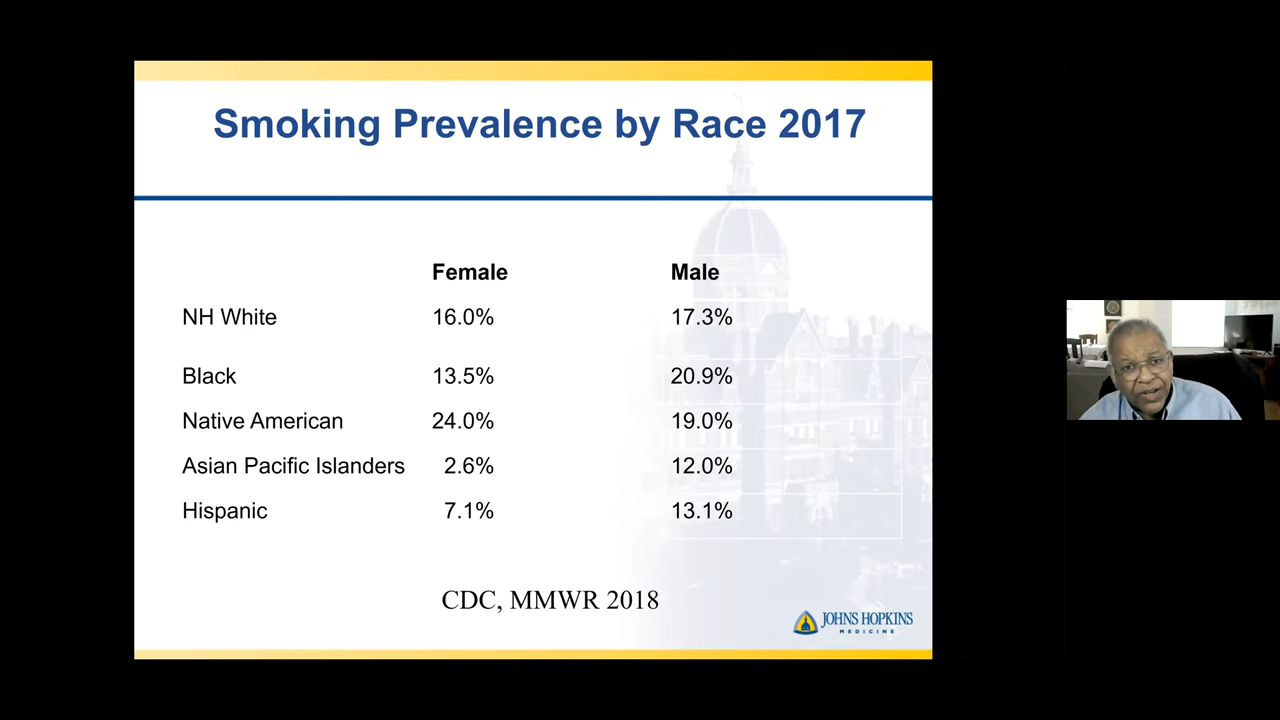 Smoking Prevalence by Race 2017
Female Male
NH White 16.0% 17.3%
Black 13.5% 20.9%
Native American 24.0% 19.0%
Asian Pacific Islanders 2.6% 12.0%
Hispanic 7.1% 13.1%
CDC, MMWR 2018
JOHNS HOPKINS
MEDICINE